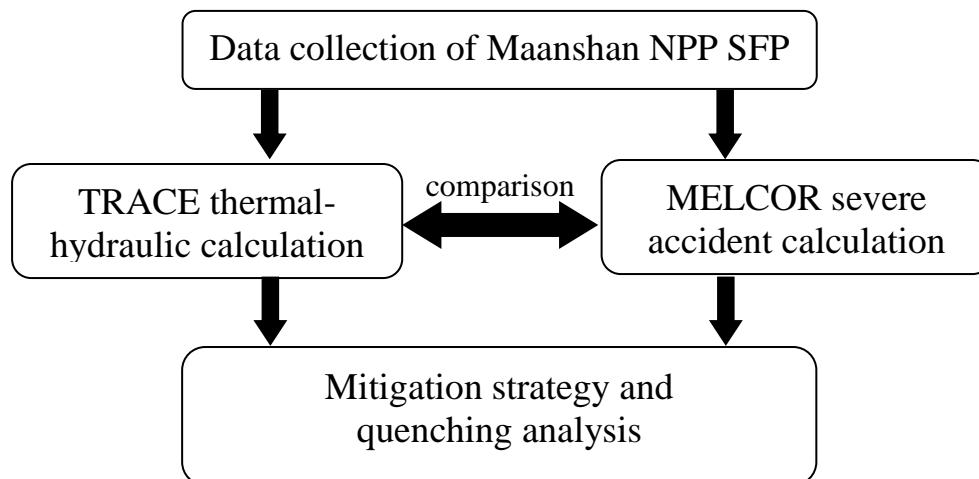 Data collection of Maanshan NPP SFP
TRACE thermal-
hydraulic calculation
comparison
MELCOR severe
accident calculation
Mitigation strategy and
quenching analysis